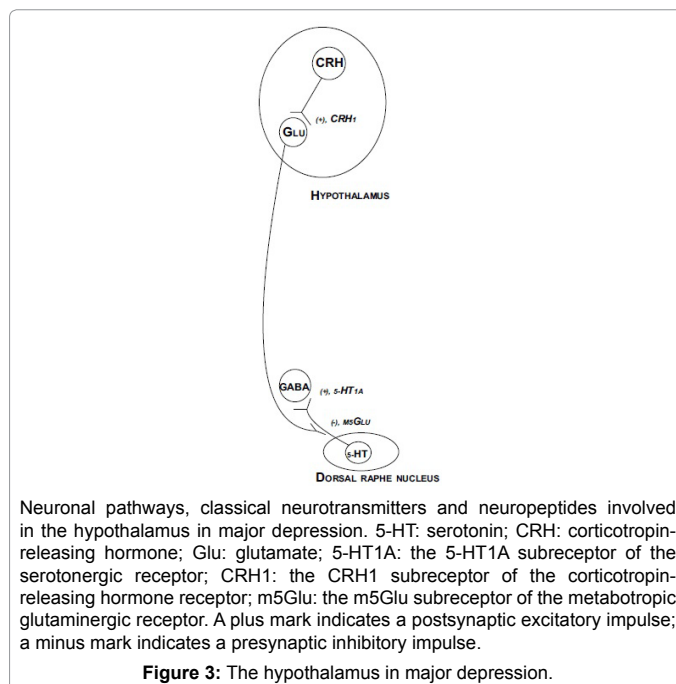 CRH
(+), CRH1
GLU
HYPOTHALAMUS
GABA
(+), 5-HT1A
(-), M5GLU
5-HT
DORSAL RAPHE NUCLEUS
Neuronal pathways, classical neurotransmitters and neuropeptides involved
in the hypothalamus in major depression. 5-HT: serotonin; CRH: corticotropin-
releasing hormone; Glu: glutamate; 5-HT1A: the 5-HT1A subreceptor of the
serotonergic receptor; CRH1: the CRH1 subreceptor of the corticotropin-
releasing hormone receptor; m5Glu: the m5Glu subreceptor of the metabotropic
glutaminergic receptor. A plus mark indicates a postsynaptic excitatory impulse;
a minus mark indicates a presynaptic inhibitory impulse.
Figure 3: The hypothalamus in major depression.